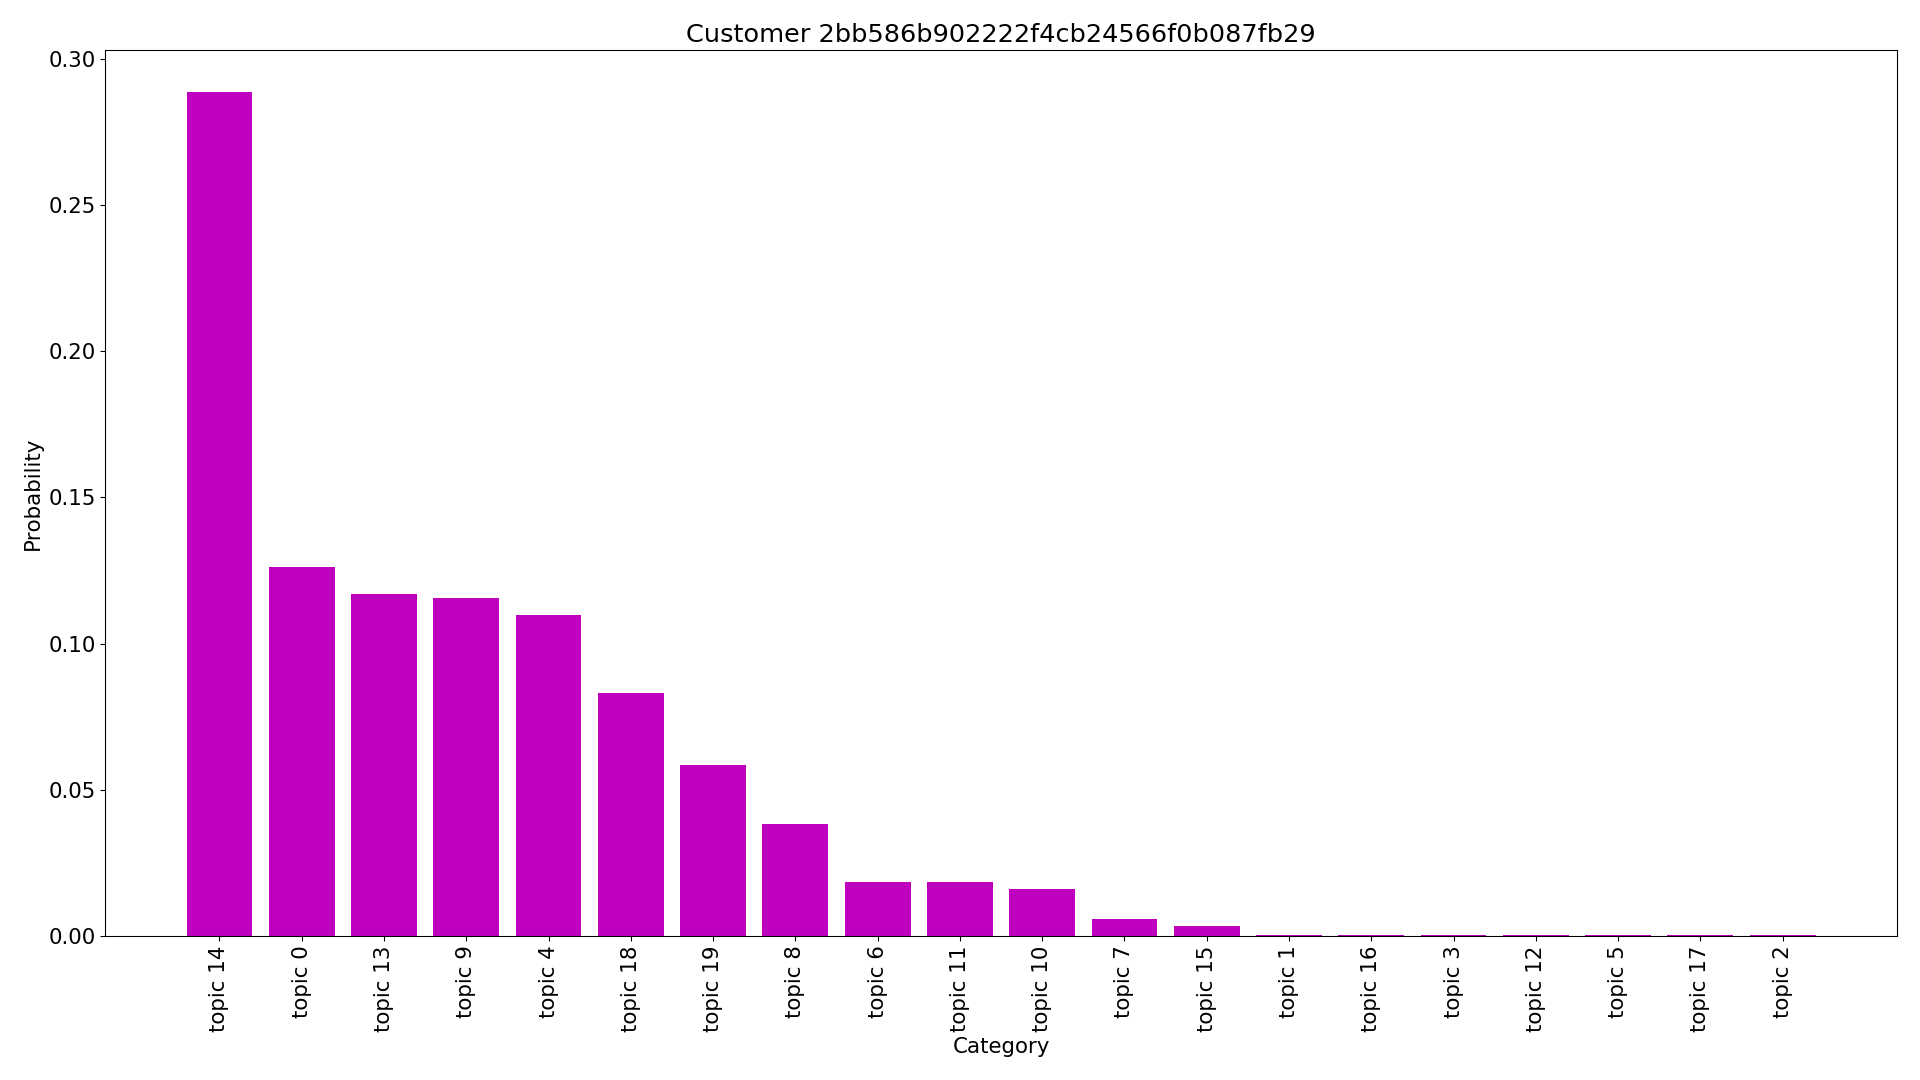 Customer 2bb586b902222f4cb24566f0b087fb29
0.30
0.25
0.20
0.15
0.10
0.05
0.00
Probability
topic 14
topic 0
topic 13
topic 9
topic 4
topic 18
topic 19
topic 8
topic 6
topic 11
topic 10
topic 7
topic 15
topic 1
topic 16
topic 3
topic 12
topic 5
topic 17
topic 2
Category